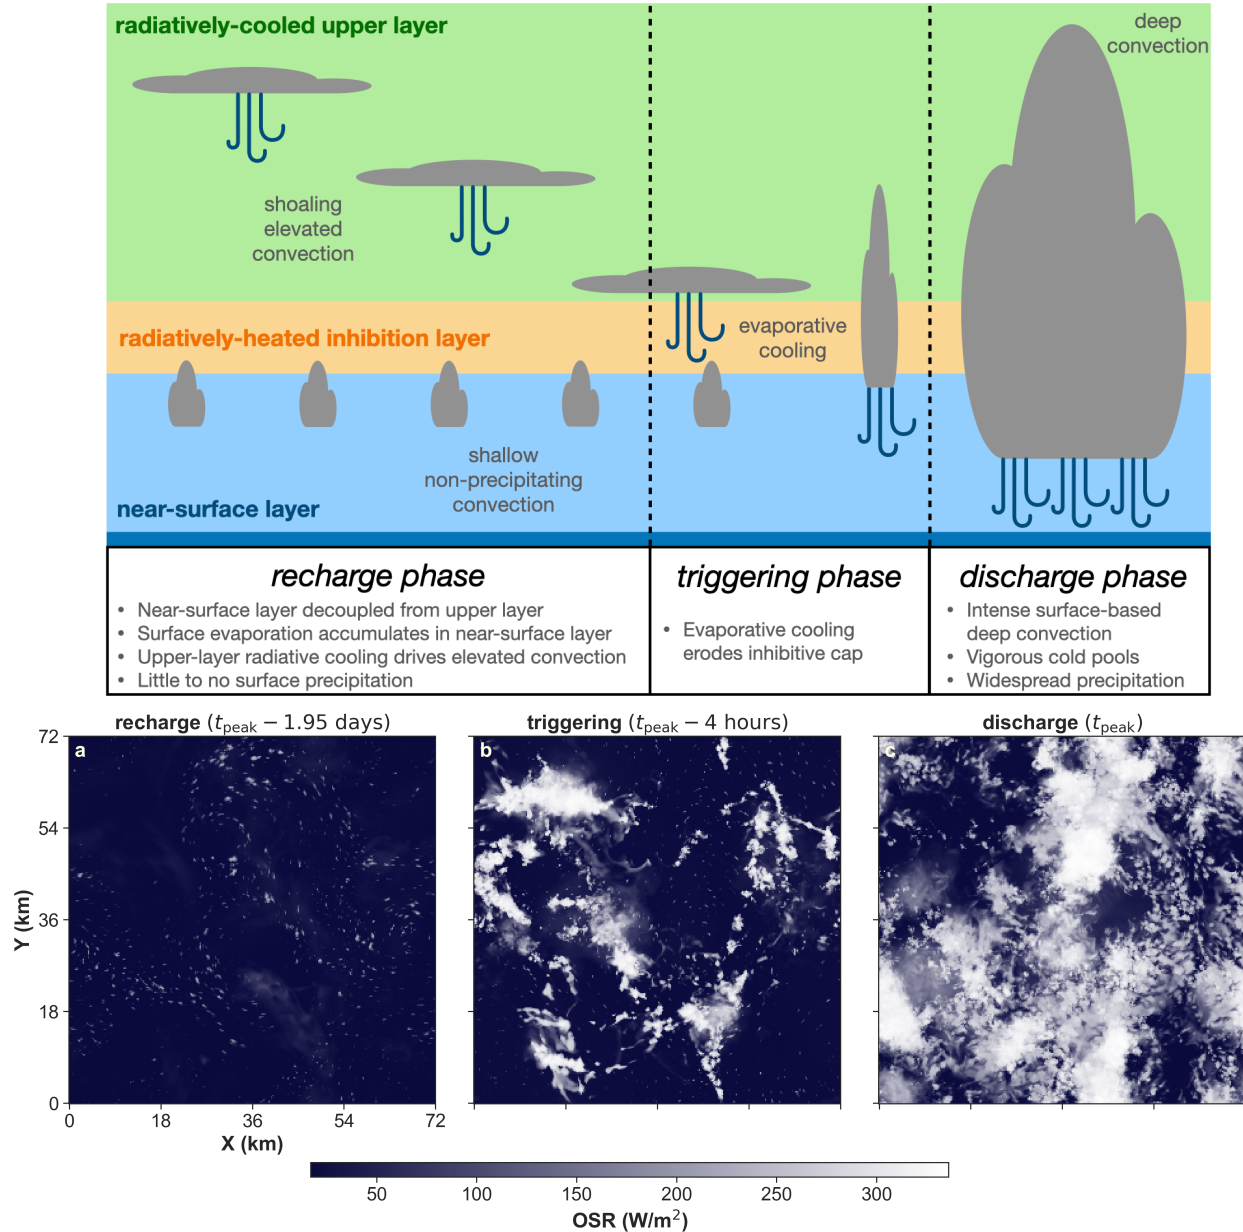 radiatively-cooled upper layer
deep
convection
shoaling
elevated
convection
radiatively-heated inhibition layer
evaporative
cooling
shallow
non-precipitating
convection
near-surface layer
recharge phase
• Near-surface layer decoupled from upper layer
• Surface evaporation accumulates in near-surface layer
• Upper-layer radiative cooling drives elevated convection
• Little to no surface precipitation
triggering phase
• Evaporative cooling
erodes inhibitive cap
discharge phase
• Intense surface-based
deep convection
• Vigorous cold pools
• Widespread precipitation
recharge (t_peak − 1.95 days)
triggering (t_peak − 4 hours)
discharge (t_peak)
a
b
c
72
54
36
18
0
Y (km)
0 18 36 54 72
X (km)
50 100 150 200 250 300
OSR (W/m²)